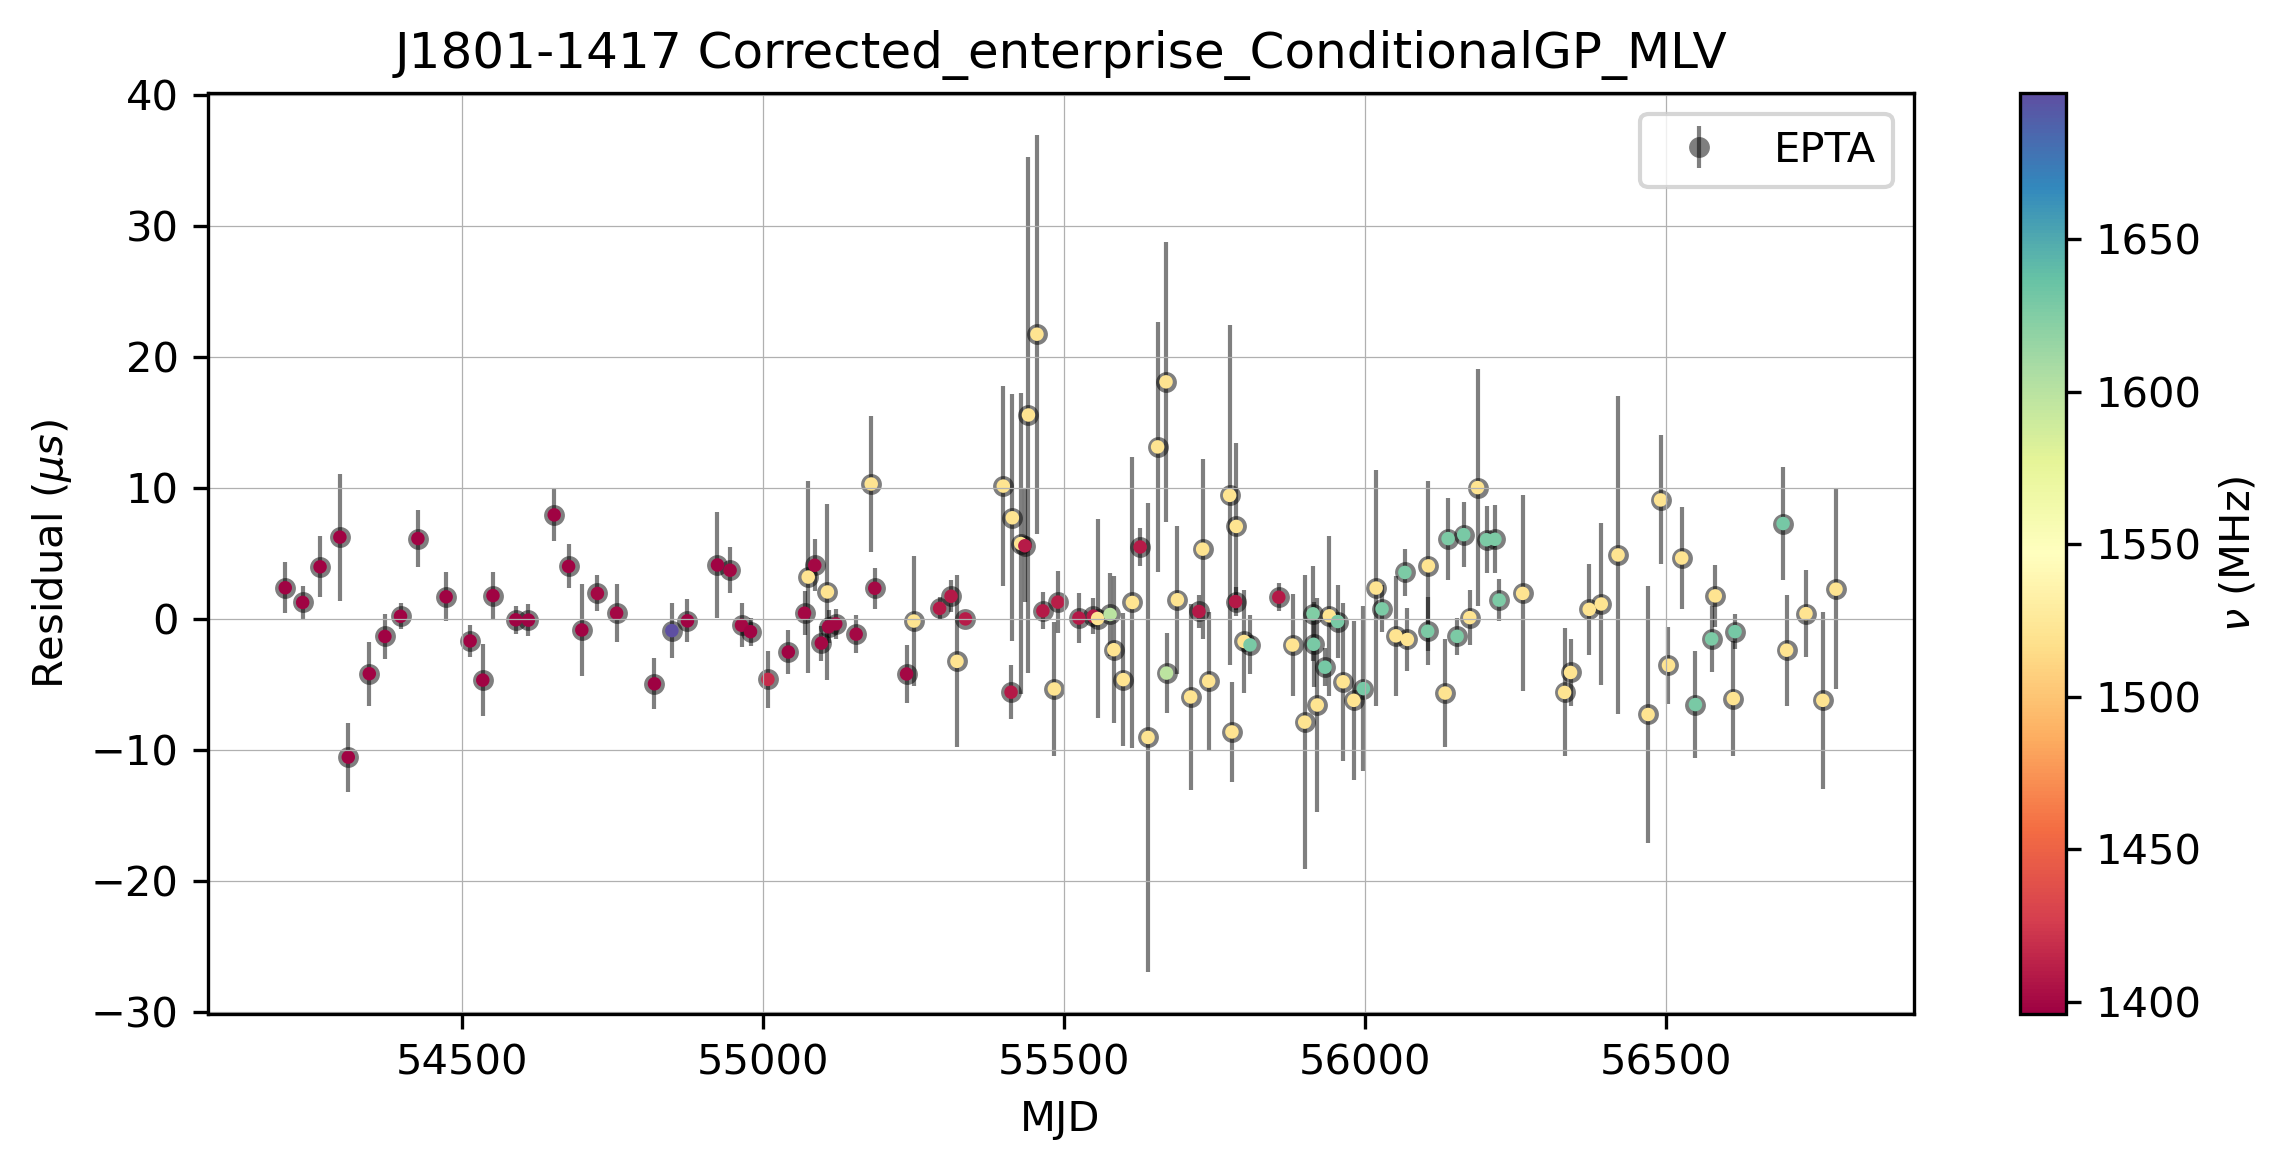 J1801-1417 Corrected_enterprise_ConditionalGP_MLV
EPTA
Residual (μs)
40
30
20
10
0
−10
−20
−30
54500 55000 55500 56000 56500
MJD
1650
1600
1550
1500
1450
1400
ν (MHz)